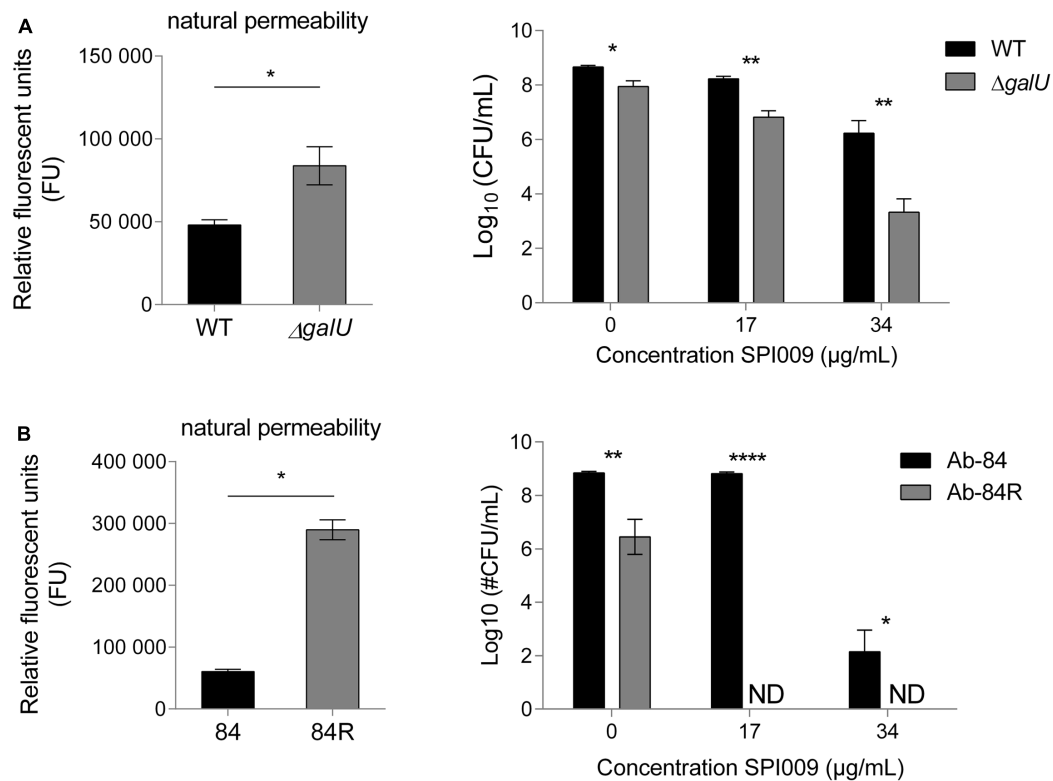 A
natural permeability
Relative fluorescent units
(FU)
150 000
100 000
50 000
0
*
WT
ΔgalU
Log10 (CFU/mL)
10
8
6
4
2
0
*
**
**
0
17
34
Concentration SPI009 (µg/mL)
WT
ΔgalU
B
natural permeability
Relative fluorescent units
(FU)
400 000
300 000
200 000
100 000
0
*
84
84R
Log10 (#CFU/mL)
10
8
6
4
2
0
**
****
*
ND
ND
0
17
34
Concentration SPI009 (µg/mL)
Ab-84
Ab-84R